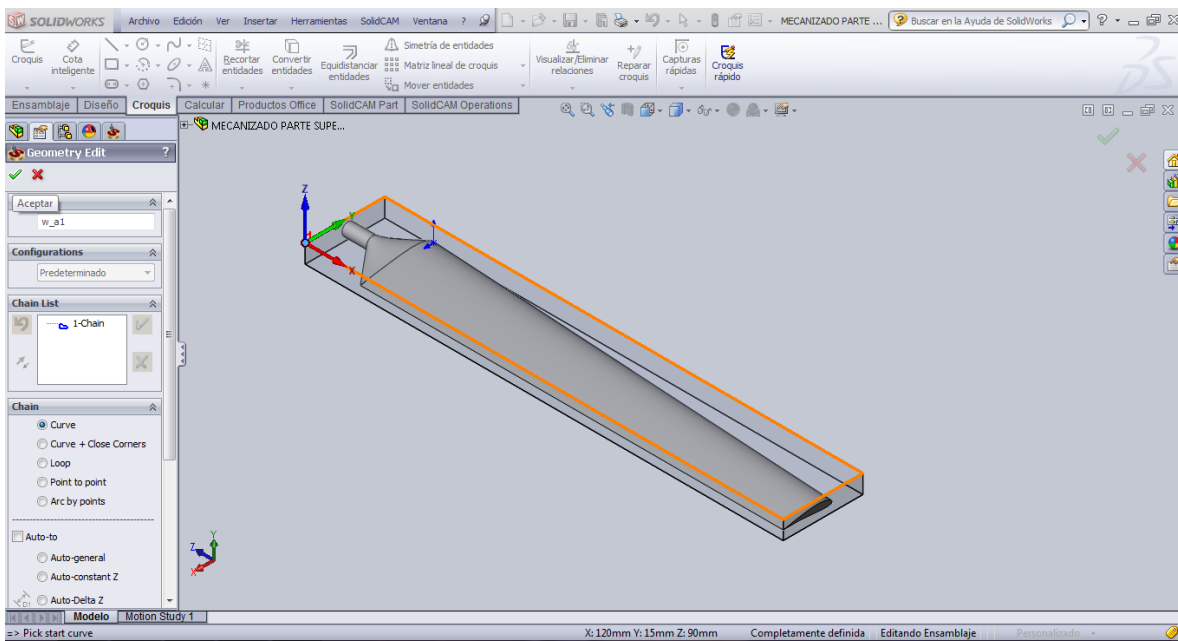 SOLIDWORKS Archivo Edición Ver Insertar Herramientas SolidCAM Ventana ? MECANIZADO PARTE ... Buscar en la Ayuda de SolidWorks ?
Croquis Cota inteligente Recortar entidades Convertir entidades Equidistanciar entidades Simetría de entidades Matriz lineal de croquis Mover entidades Visualizar/Eliminar relaciones Reparar croquis Capturas rápidas Croquis rápido
Ensamblaje Diseño Croquis Calcular Productos Office SolidCAM Part SolidCAM Operations
MECANIZADO PARTE SUPE...
Geometry Edit ?
Aceptar
w_a1
Configurations
Predeterminado
Chain List
1-Chain
Chain
Curve
Curve + Close Corners
Loop
Point to point
Arc by points
Auto-to
Auto-general
Auto-constant Z
Auto-Delta Z
Z
Y
X
Y
Z
X
Modelo Motion Study 1
=> Pick start curve X: 120mm Y: 15mm Z: 90mm Completamente definida Editando Ensamblaje Personalizado